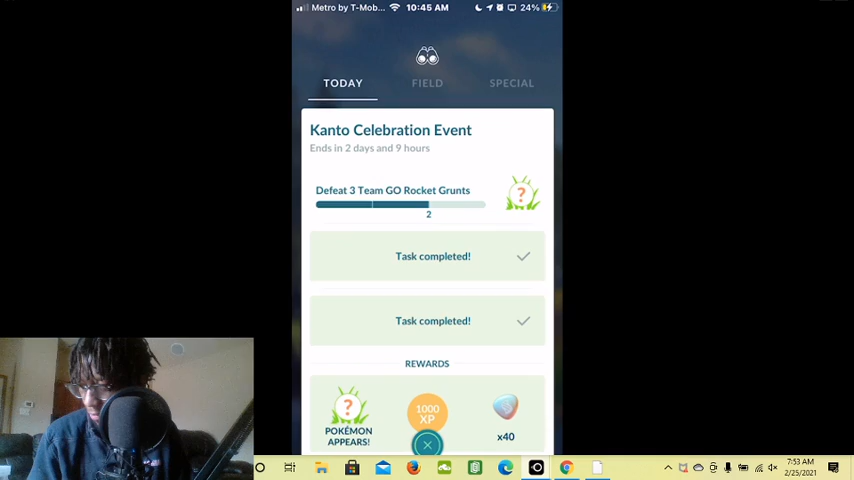 Metro by T-Mob... 10:45 AM 24%
TODAY FIELD SPECIAL
Kanto Celebration Event
Ends in 2 days and 9 hours
Defeat 3 Team GO Rocket Grunts
?
2
Task completed!
Task completed!
REWARDS
?
1000
XP
POKÉMON
APPEARS!
x40
7:53 AM
2/25/2021